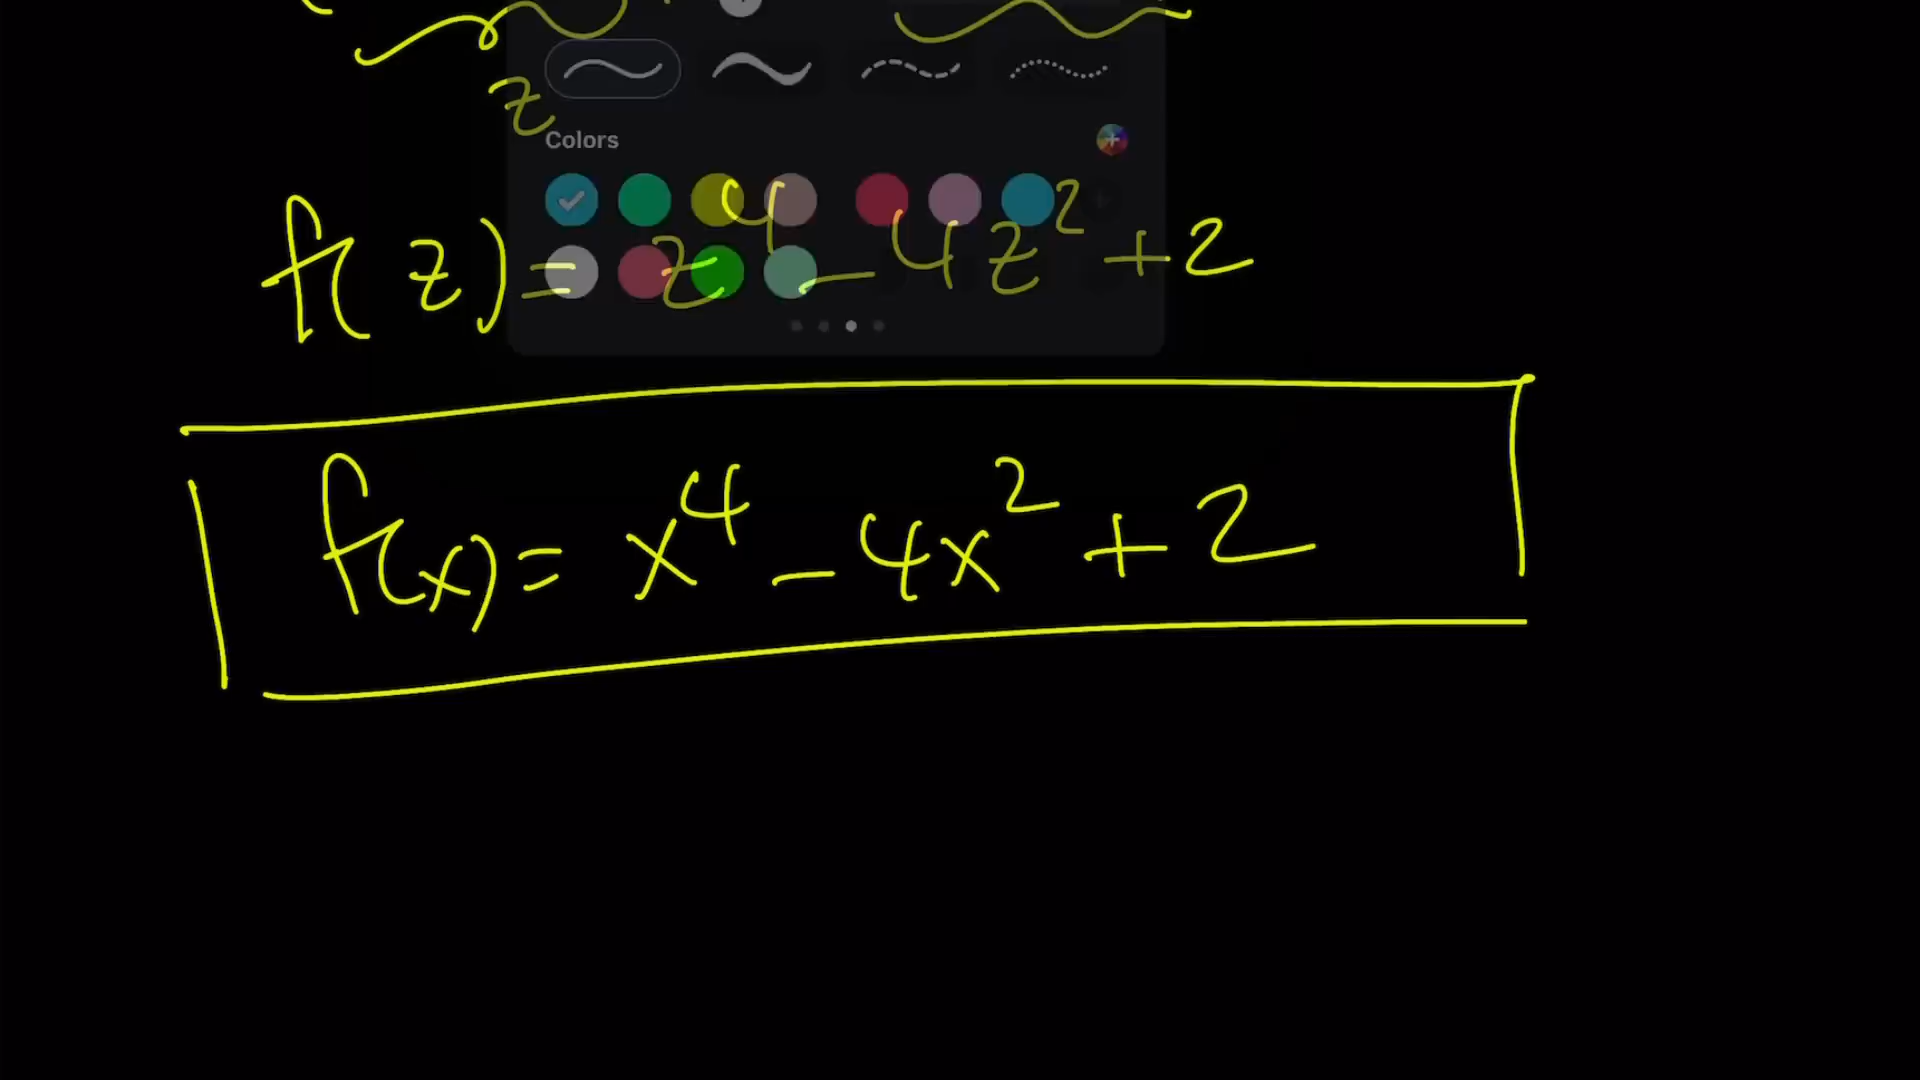 z
Colors
f(z) = z⁴ - 4z² + 2
f(x) = x⁴ - 4x² + 2